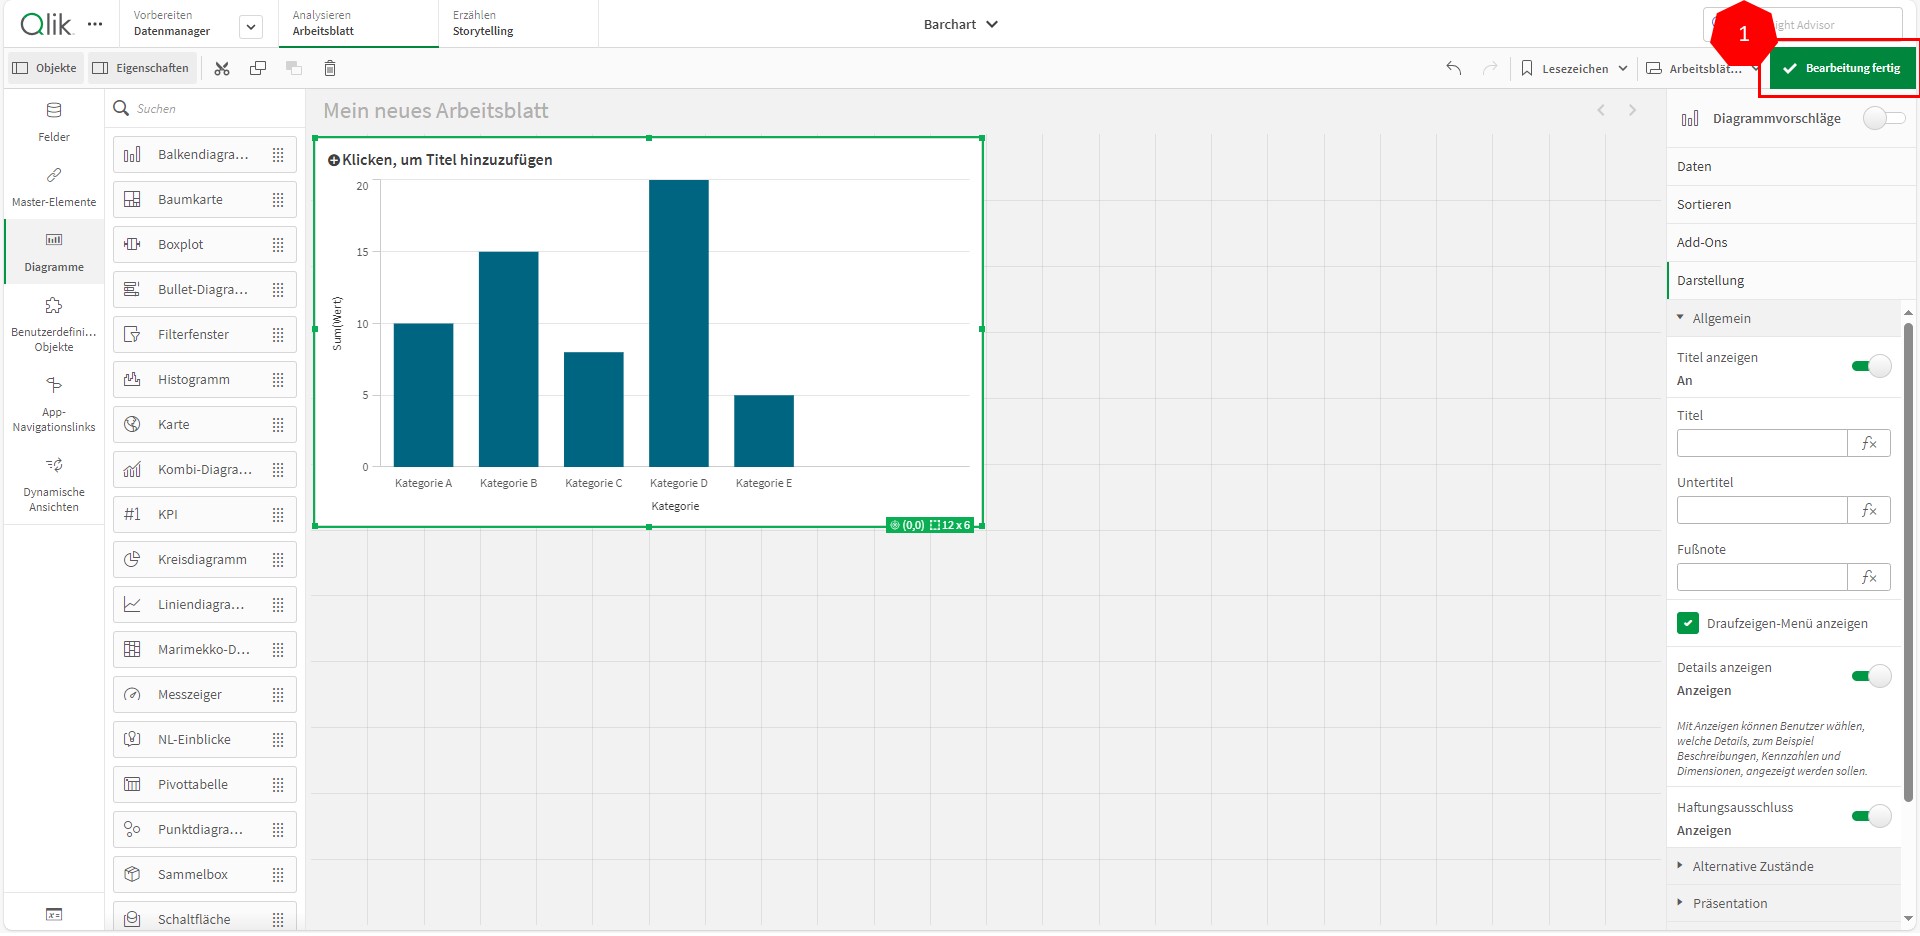 Qlik
Vorbereiten
Datenmanager
Analysieren
Arbeitsblatt
Erzählen
Storytelling
Barchart
ight Advisor
1
Objekte
Eigenschaften
Lesezeichen
Arbeitsblät...
Bearbeitung fertig
Felder
Master-Elemente
Diagramme
Benutzerdefini...
Objekte
App-
Navigationslinks
Dynamische
Ansichten
Suchen
Balkendiagra...
Baumkarte
Boxplot
Bullet-Diagra...
Filterfenster
Histogramm
Karte
Kombi-Diagra...
#1 KPI
Kreisdiagramm
Liniendiagra...
Marimekko-D...
Messzeiger
NL-Einblicke
Pivottabelle
Punktdiagra...
Sammelbox
Schaltfläche
Mein neues Arbeitsblatt
Klicken, um Titel hinzuzufügen
20
15
10
5
0
Sum(Wert)
Kategorie A
Kategorie B
Kategorie C
Kategorie D
Kategorie E
Kategorie
(0,0) 12 x 6
Diagrammvorschläge
Daten
Sortieren
Add-Ons
Darstellung
Allgemein
Titel anzeigen
An
Titel
fx
Untertitel
fx
Fußnote
fx
Draufzeigen-Menü anzeigen
Details anzeigen
Anzeigen
Mit Anzeigen können Benutzer wählen,
welche Details, zum Beispiel
Beschreibungen, Kennzahlen und
Dimensionen, angezeigt werden sollen.
Haftungsausschluss
Anzeigen
Alternative Zustände
Präsentation